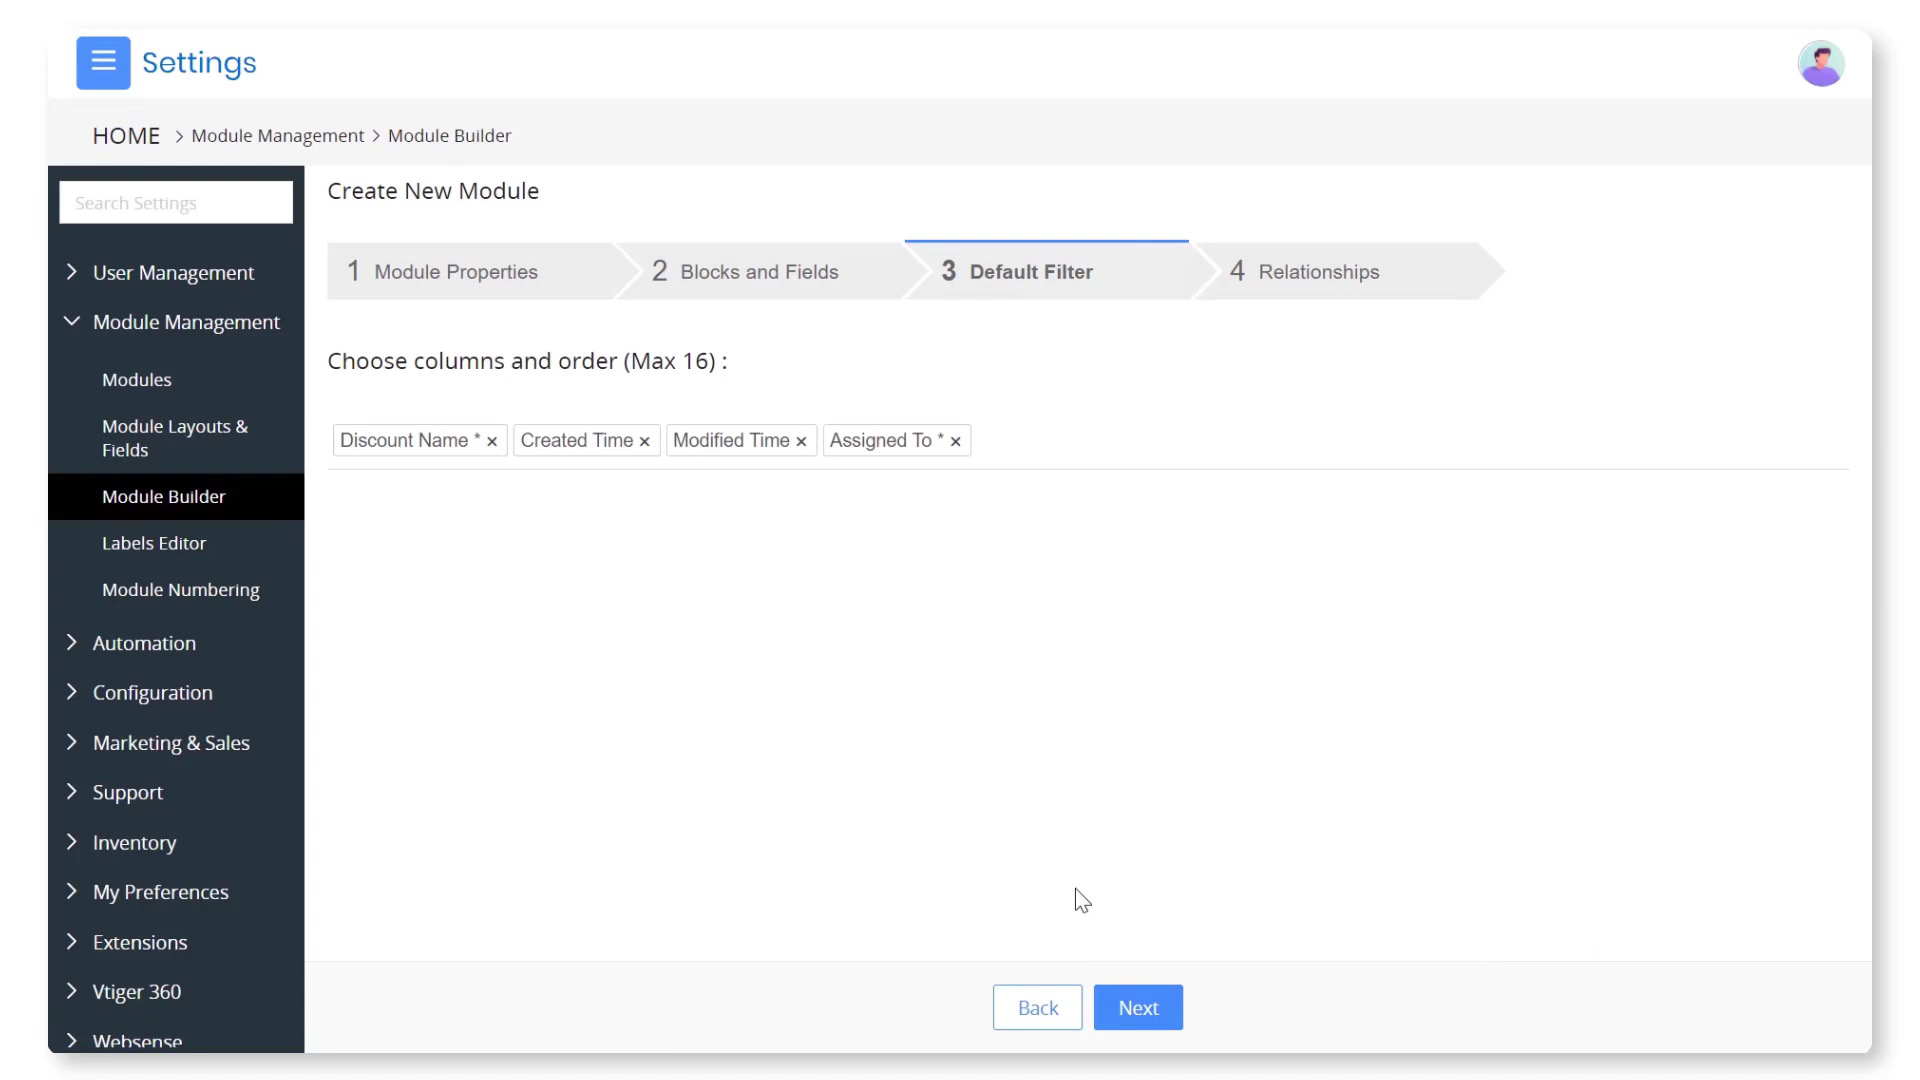 Settings
HOME > Module Management > Module Builder
Search Settings
User Management
Module Management
Modules
Module Layouts &
Fields
Module Builder
Labels Editor
Module Numbering
Automation
Configuration
Marketing & Sales
Support
Inventory
My Preferences
Extensions
Vtiger 360
Websense
Create New Module
1 Module Properties 2 Blocks and Fields 3 Default Filter 4 Relationships
Choose columns and order (Max 16) :
Discount Name * × Created Time × Modified Time × Assigned To * ×
Back Next